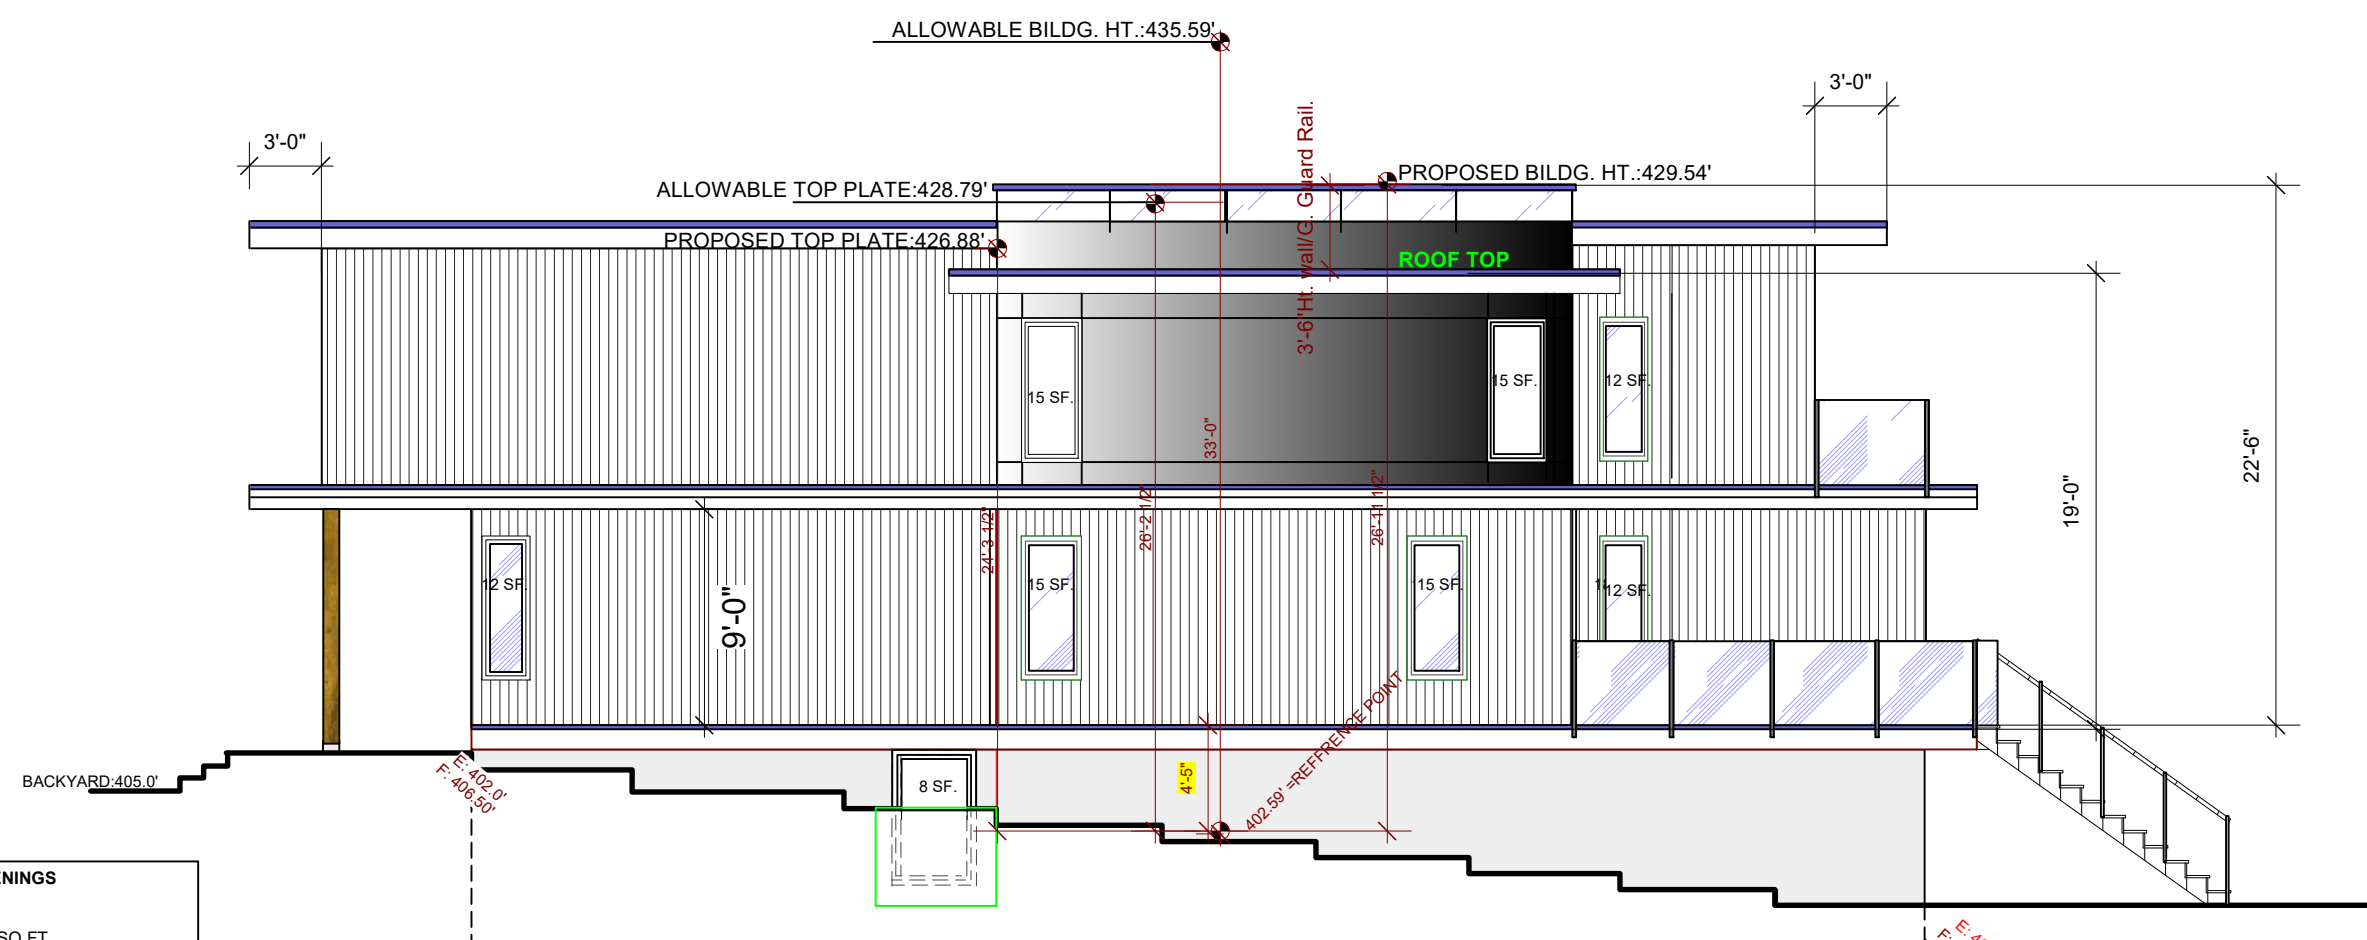 ALLOWABLE BILDG. HT.:435.59'
3'-0"
3'-0"
ALLOWABLE TOP PLATE:428.79'
PROPOSED BILDG. HT.:429.54'
3'-6"Ht. wall/G. Guard Rail.
PROPOSED TOP PLATE:426.88'
ROOF TOP
15 SF.
15 SF.
12 SF.
33'-0"
22'-6"
19'-0"
24'-3 1/2"
26'-2 1/2"
26'-11 1/2"
12 SF.
9'-0"
15 SF.
15 SF.
12 SF.
402.59' =REFFRENCE POINT
4'-5"
BACKYARD:405.0'
E: 402.0'
F: 406.50'
8 SF.
SQ.FT